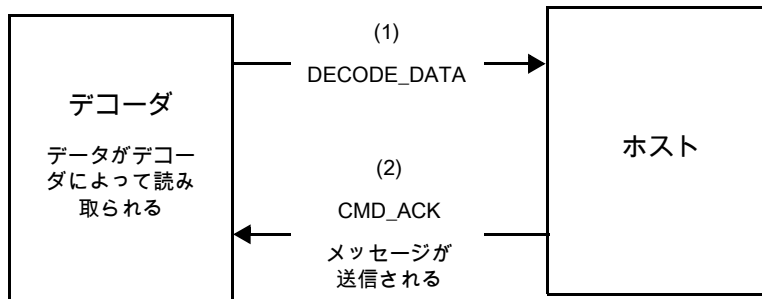 デコーダ
データがデコー
ダによって読み
取られる
(1)
DECODE_DATA
(2)
CMD_ACK
メッセージが
送信される
ホスト